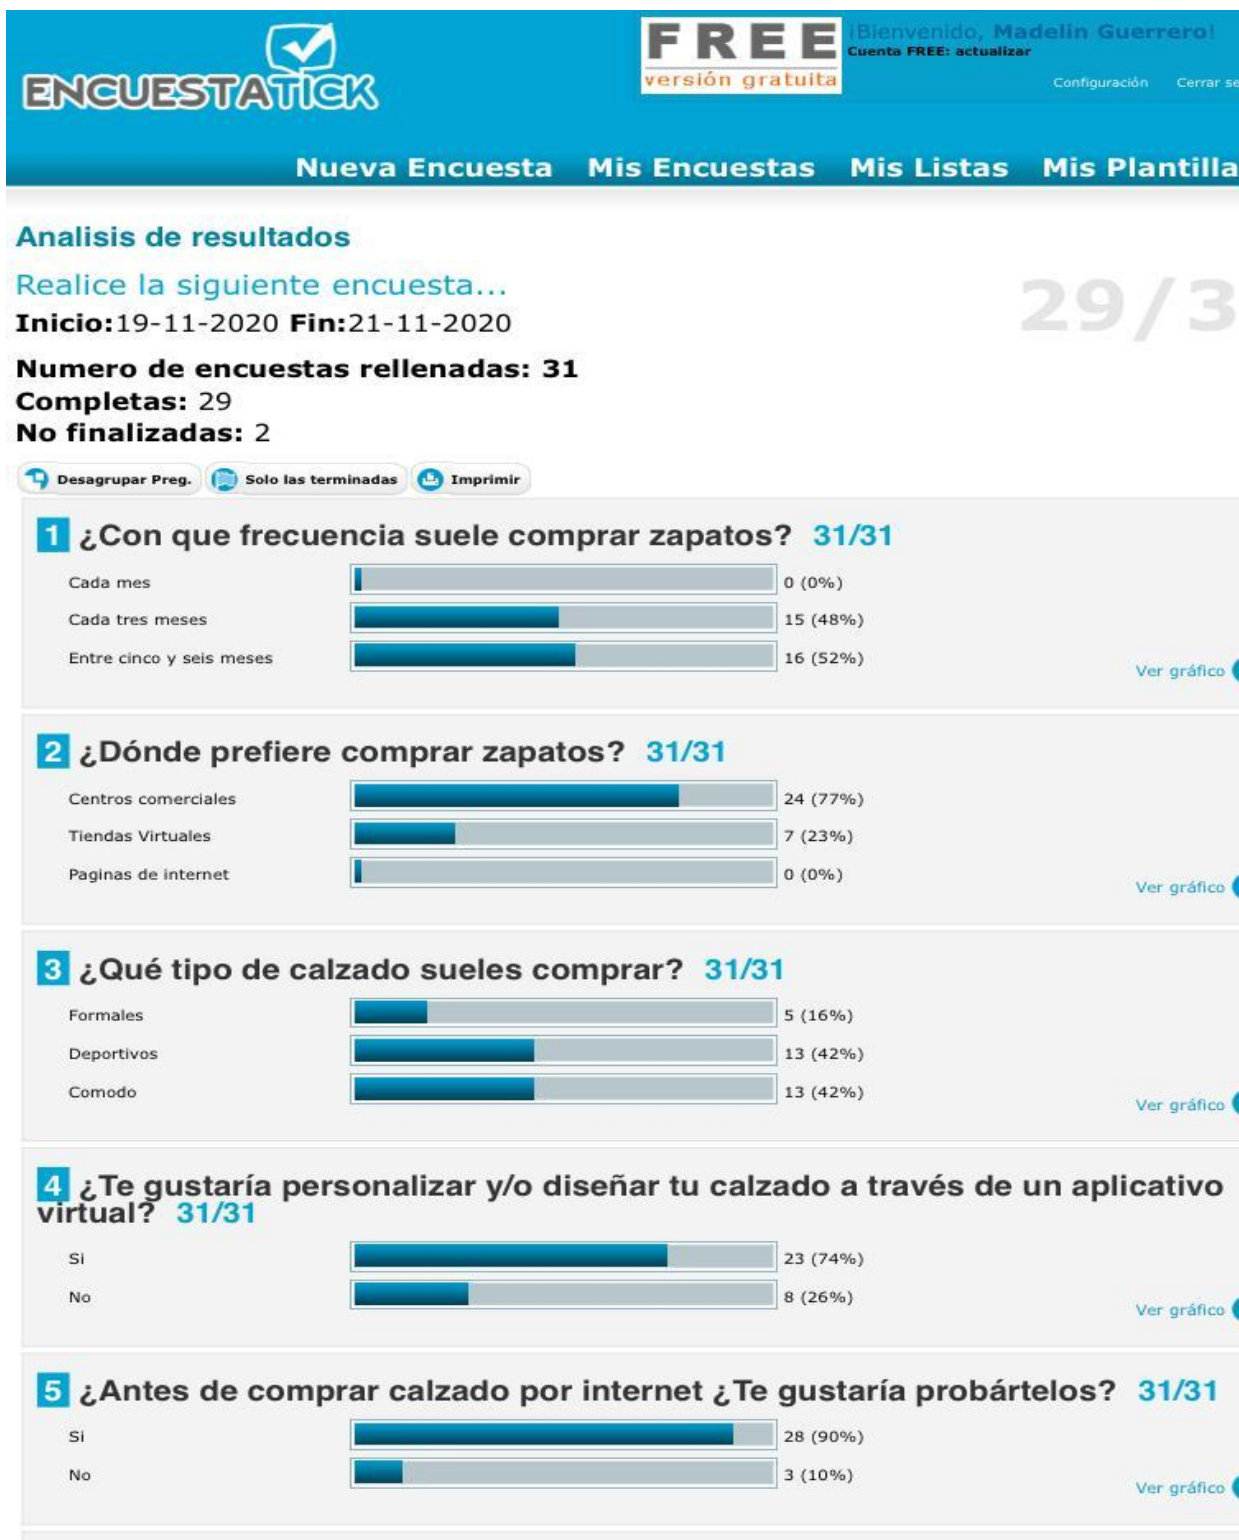 ENCUESTATICK
FREE
versión gratuita
¡Bienvenido, Madelin Guerrero!
Cuenta FREE: actualizar
Configuración Cerrar se
Nueva Encuesta Mis Encuestas Mis Listas Mis Plantilla
Analisis de resultados
Realice la siguiente encuesta...
29/3
Inicio:19-11-2020 Fin:21-11-2020
Numero de encuestas rellenadas: 31
Completas: 29
No finalizadas: 2
Desagrupar Preg. Solo las terminadas Imprimir
1 ¿Con que frecuencia suele comprar zapatos? 31/31
Cada mes 0 (0%)
Cada tres meses 15 (48%)
Entre cinco y seis meses 16 (52%)
Ver gráfico
2 ¿Dónde prefiere comprar zapatos? 31/31
Centros comerciales 24 (77%)
Tiendas Virtuales 7 (23%)
Paginas de internet 0 (0%)
Ver gráfico
3 ¿Qué tipo de calzado sueles comprar? 31/31
Formales 5 (16%)
Deportivos 13 (42%)
Comodo 13 (42%)
Ver gráfico
4 ¿Te gustaría personalizar y/o diseñar tu calzado a través de un aplicativo
virtual? 31/31
Si 23 (74%)
No 8 (26%)
Ver gráfico
5 ¿Antes de comprar calzado por internet ¿Te gustaría probártelos? 31/31
Si 28 (90%)
No 3 (10%)
Ver gráfico